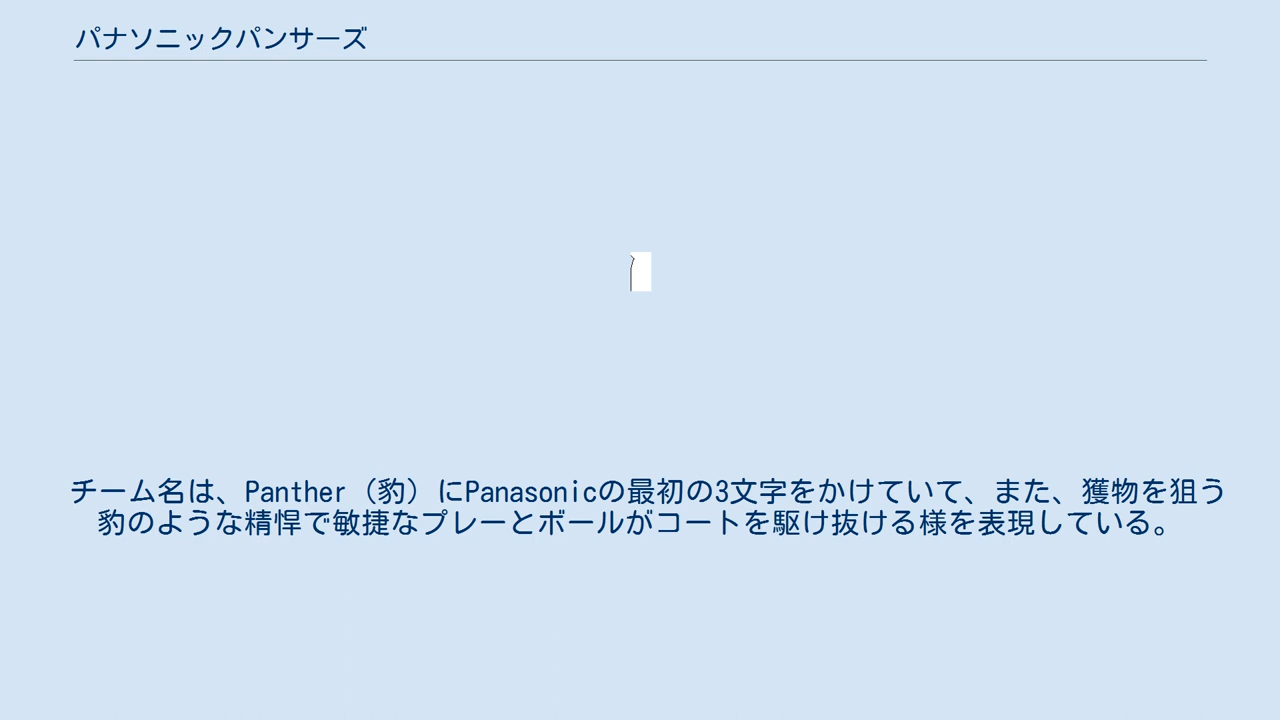 パナソニックパンサーズ
チーム名は、Panther（豹）にPanasonicの最初の3文字をかけていて、また、獲物を狙う
豹のような精悍で敏捷なプレーとボールがコートを駆け抜ける様を表現している。